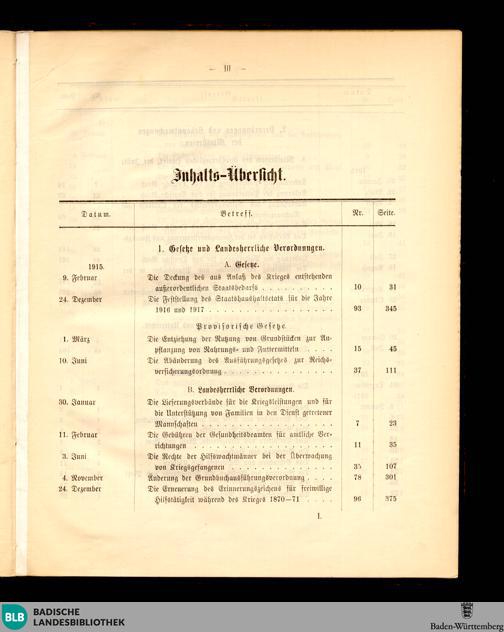 — III —
Inhalts-Übersicht.
Datum. Betreff. Nr. Seite.
I. Gesetze und Landesherrliche Verordnungen.
1915. A. Gesetze.
9. Februar Die Deckung des aus Anlaß des Krieges entstehenden
außerordentlichen Staatsbedarfs . . . . . . . . . . 10 31
24. Dezember Die Feststellung des Staatshaushaltsetats für die Jahre
1916 und 1917 . . . . . . . . . . . . . . . . . 93 345
Provisorische Gesetze.
1. März Die Entziehung der Nutzung von Grundstücken zur An-
pflanzung von Nahrungs- und Futtermitteln . . . . . 15 45
10. Juni Die Abänderung des Ausführungsgesetzes zur Reichs-
versicherungsordnung . . . . . . . . . . . . . . . 37 111
B. Landesherrliche Verordnungen.
30. Januar Die Lieferungsverbände für die Kriegsleistungen und für
die Unterstützung von Familien in den Dienst getretener
Mannschaften . . . . . . . . . . . . . . . . . . 7 23
11. Februar Die Gebühren der Gesundheitsbeamten für amtliche Ver-
richtungen . . . . . . . . . . . . . . . . . . . 11 35
3. Juni Die Rechte der Hilfswachtmänner bei der Überwachung
von Kriegsgefangenen . . . . . . . . . . . . . . 35 107
4. November Änderung der Grundbuchausführungsverordnung . . . . 78 301
24. Dezember Die Erneuerung des Erinnerungszeichens für freiwillige
Hilfstätigkeit während des Krieges 1870—71 . . . . 96 375
I.
BLB BADISCHE
LANDESBIBLIOTHEK
Baden-Württemberg